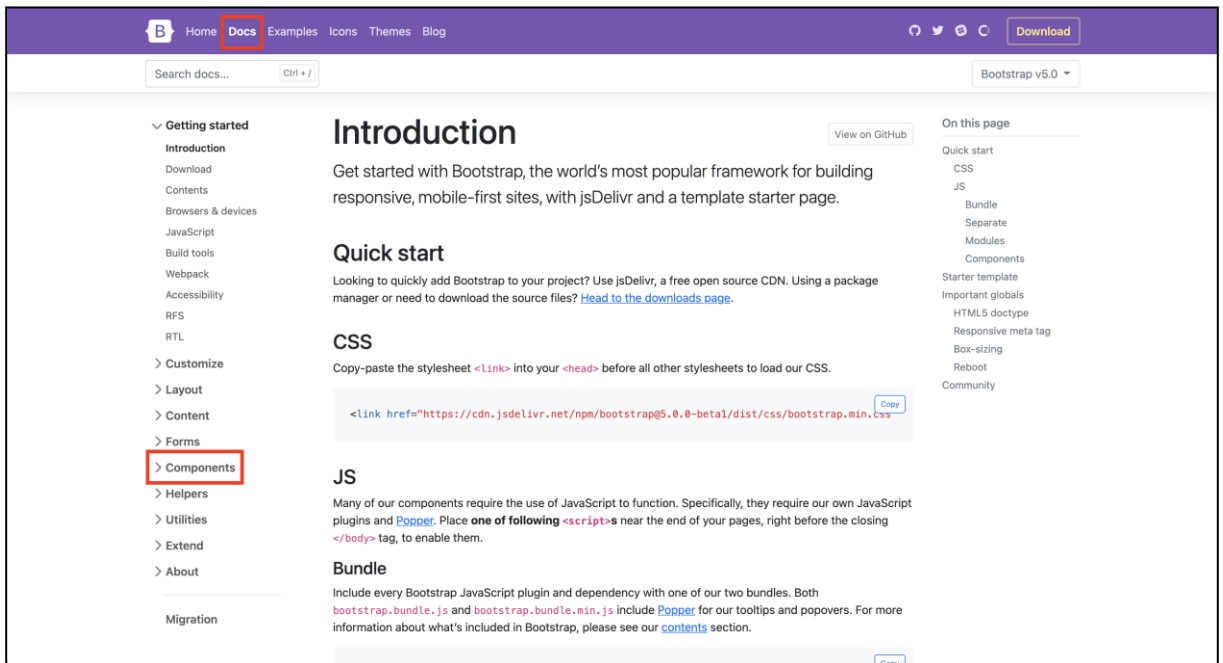 B Home Docs Examples Icons Themes Blog Download
Search docs... Ctrl + / Bootstrap v5.0
Getting started
Introduction
Download
Contents
Browsers & devices
JavaScript
Build tools
Webpack
Accessibility
RFS
RTL
Customize
Layout
Content
Forms
Components
Helpers
Utilities
Extend
About
Migration
Introduction
View on GitHub
Get started with Bootstrap, the world's most popular framework for building
responsive, mobile-first sites, with jsDelivr and a template starter page.
Quick start
Looking to quickly add Bootstrap to your project? Use jsDelivr, a free open source CDN. Using a package
manager or need to download the source files? Head to the downloads page.
CSS
Copy-paste the stylesheet <link> into your <head> before all other stylesheets to load our CSS.
Copy
<link href="https://cdn.jsdelivr.net/npm/bootstrap@5.0.0-beta1/dist/css/bootstrap.min.css"
JS
Many of our components require the use of JavaScript to function. Specifically, they require our own JavaScript
plugins and Popper. Place one of following <script>s near the end of your pages, right before the closing
</body> tag, to enable them.
Bundle
Include every Bootstrap JavaScript plugin and dependency with one of our two bundles. Both
bootstrap.bundle.js and bootstrap.bundle.min.js include Popper for our tooltips and popovers. For more
information about what's included in Bootstrap, please see our contents section.
Copy
On this page
Quick start
CSS
JS
Bundle
Separate
Modules
Components
Starter template
Important globals
HTML5 doctype
Responsive meta tag
Box-sizing
Reboot
Community